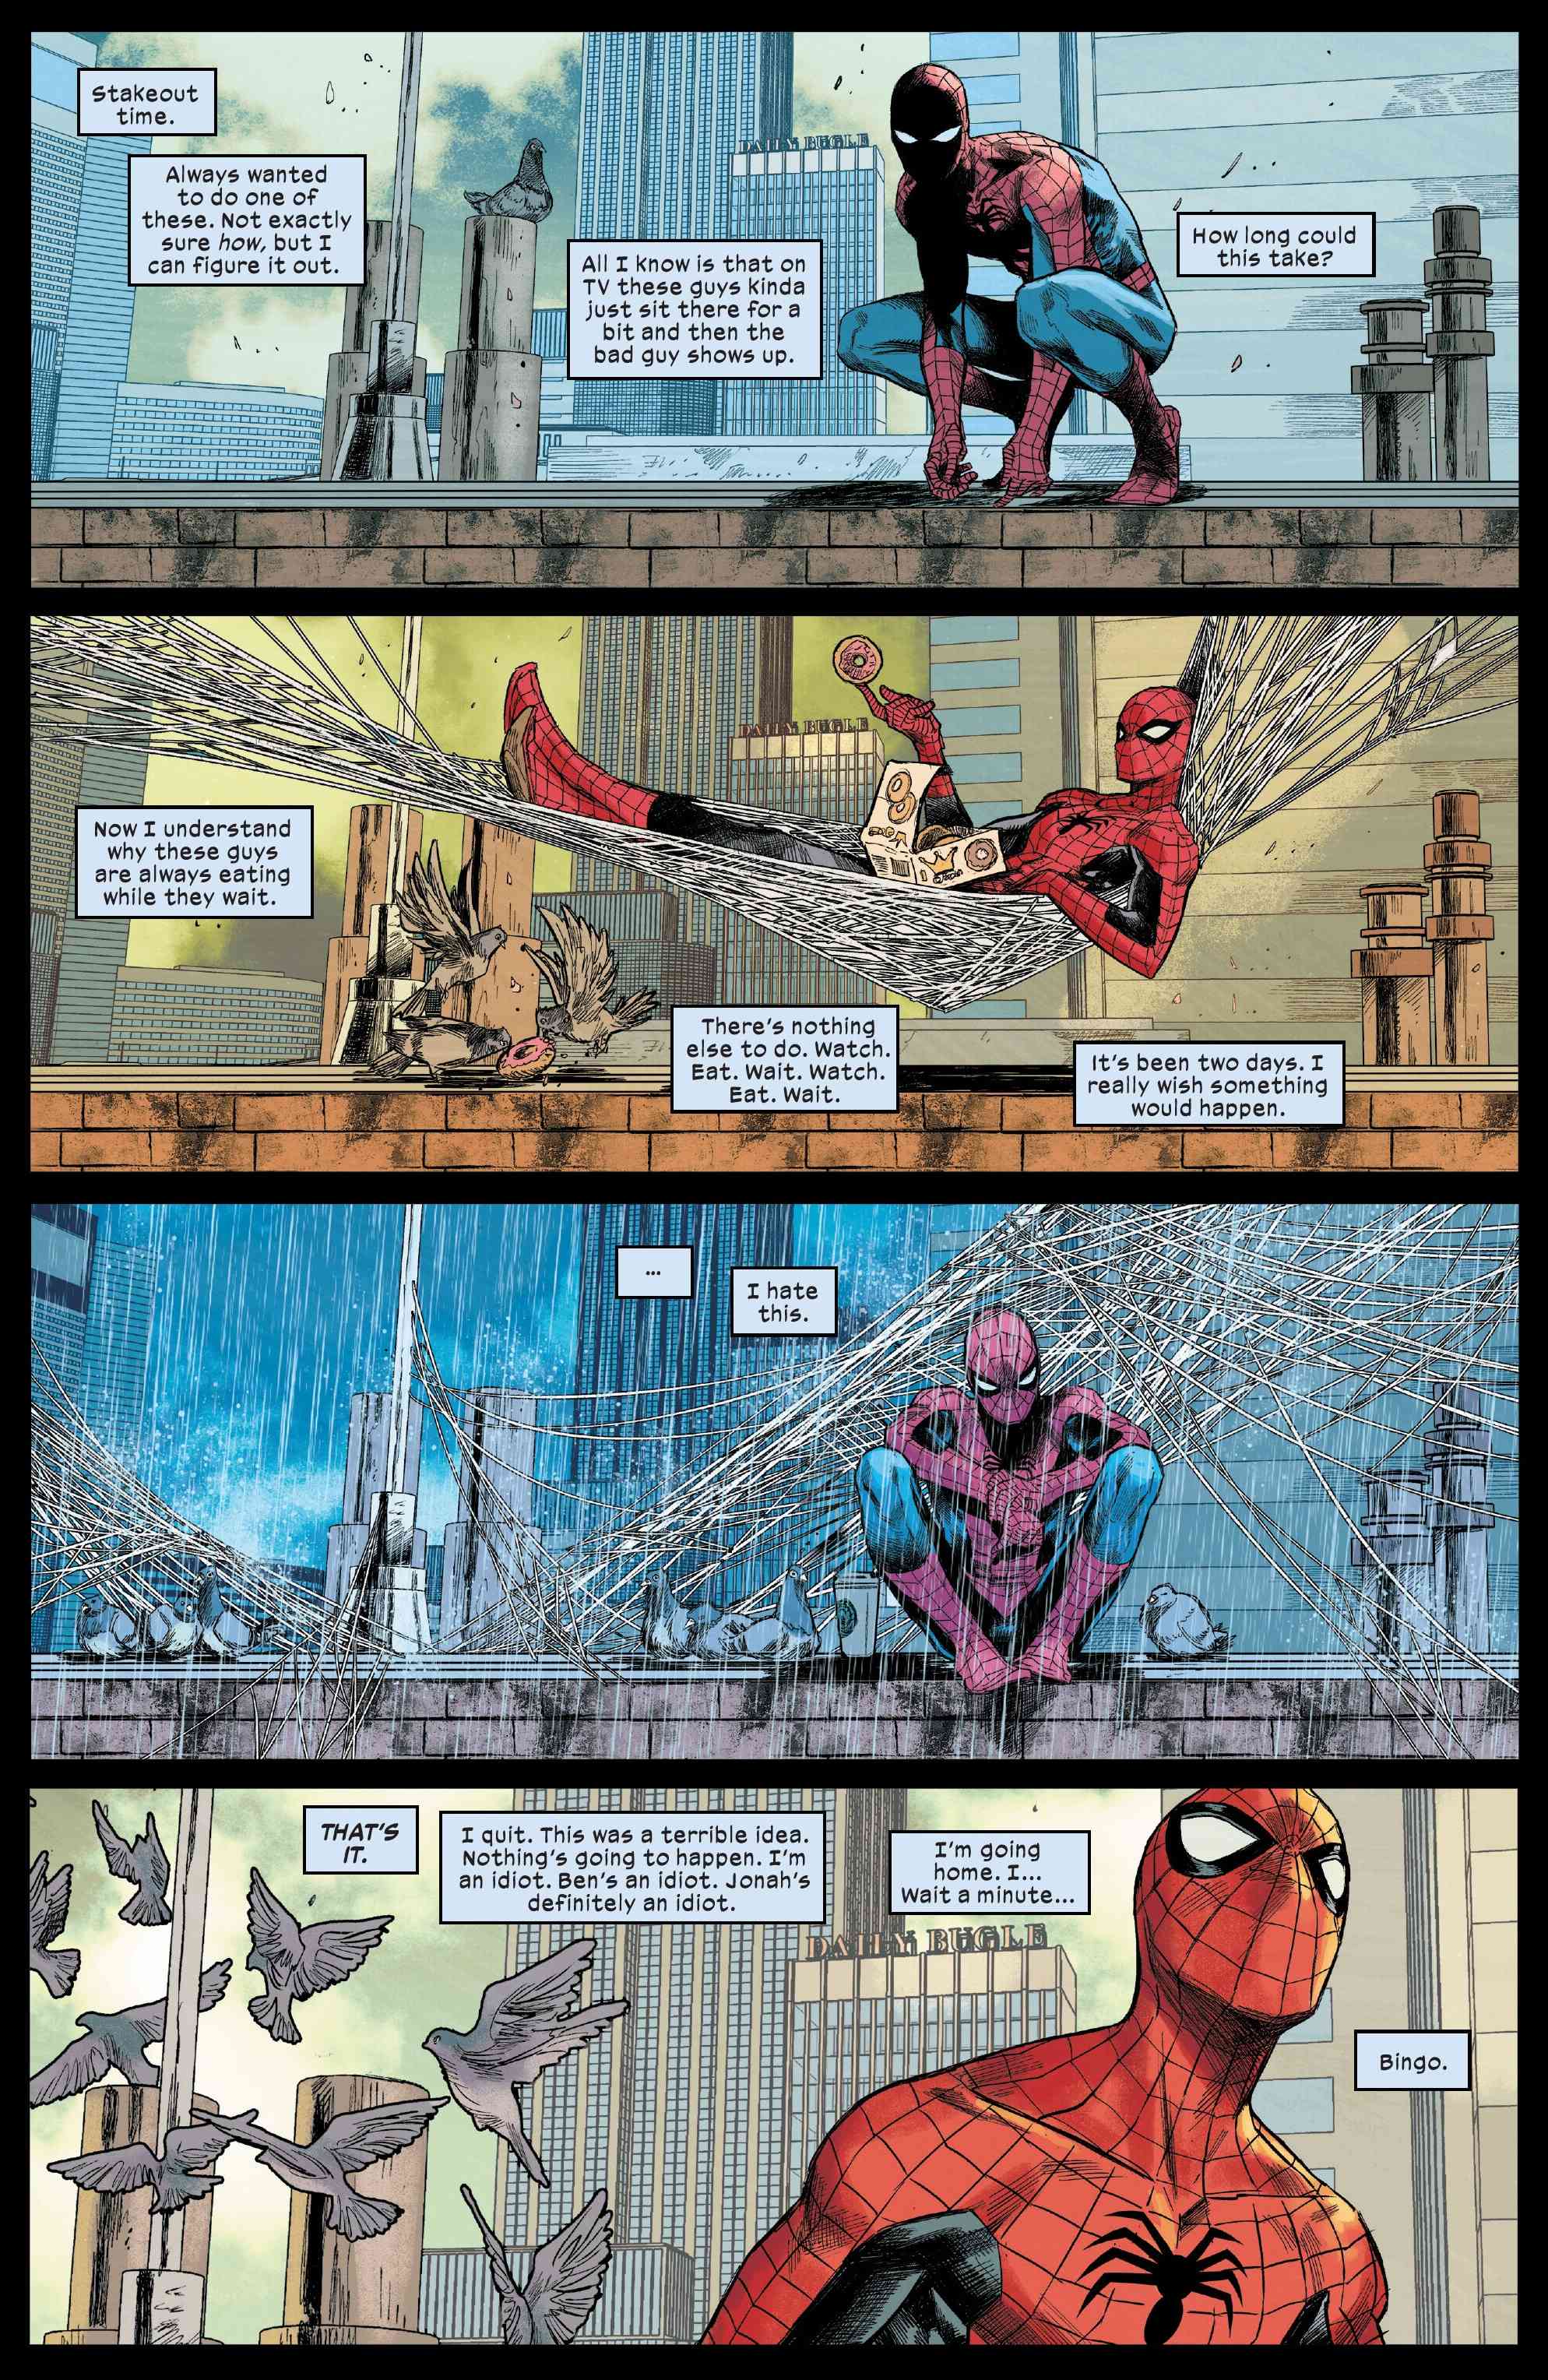 Stakeout
time.
Always wanted
to do one of
these. Not exactly
sure how, but I
can figure it out.
DAILY BUGLE
All I know is that on
TV these guys kinda
just sit there for a
bit and then the
bad guy shows up.
How long could
this take?
DAILY BUGLE
Now I understand
why these guys
are always eating
while they wait.
There's nothing
else to do. Watch.
Eat. Wait. Watch.
Eat. Wait.
It's been two days. I
really wish something
would happen.
...
I hate
this.
THAT'S
IT.
I quit. This was a terrible idea.
Nothing's going to happen. I'm
an idiot. Ben's an idiot. Jonah's
definitely an idiot.
I'm going
home. I...
Wait a minute...
DAILY BUGLE
Bingo.